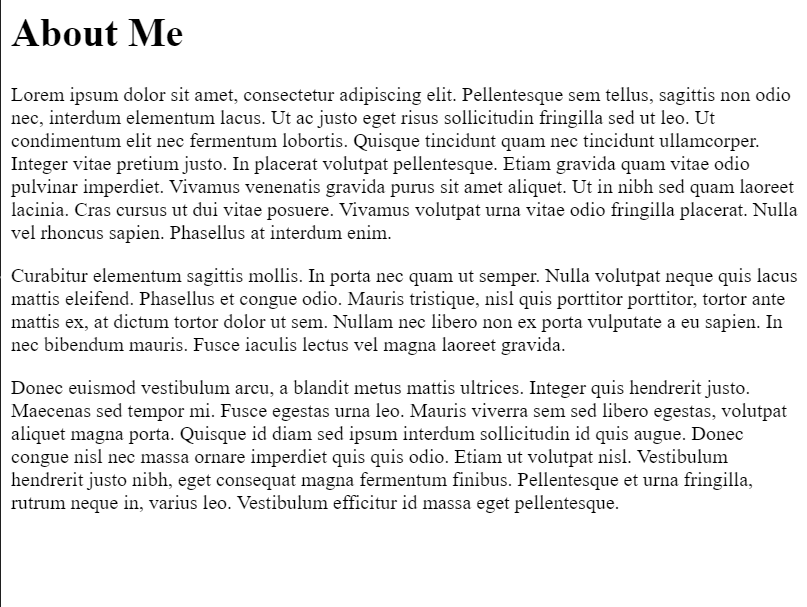 About Me
Lorem ipsum dolor sit amet, consectetur adipiscing elit. Pellentesque sem tellus, sagittis non odio
nec, interdum elementum lacus. Ut ac justo eget risus sollicitudin fringilla sed ut leo. Ut
condimentum elit nec fermentum lobortis. Quisque tincidunt quam nec tincidunt ullamcorper.
Integer vitae pretium justo. In placerat volutpat pellentesque. Etiam gravida quam vitae odio
pulvinar imperdiet. Vivamus venenatis gravida purus sit amet aliquet. Ut in nibh sed quam laoreet
lacinia. Cras cursus ut dui vitae posuere. Vivamus volutpat urna vitae odio fringilla placerat. Nulla
vel rhoncus sapien. Phasellus at interdum enim.
Curabitur elementum sagittis mollis. In porta nec quam ut semper. Nulla volutpat neque quis lacus
mattis eleifend. Phasellus et congue odio. Mauris tristique, nisl quis porttitor porttitor, tortor ante
mattis ex, at dictum tortor dolor ut sem. Nullam nec libero non ex porta vulputate a eu sapien. In
nec bibendum mauris. Fusce iaculis lectus vel magna laoreet gravida.
Donec euismod vestibulum arcu, a blandit metus mattis ultrices. Integer quis hendrerit justo.
Maecenas sed tempor mi. Fusce egestas urna leo. Mauris viverra sem sed libero egestas, volutpat
aliquet magna porta. Quisque id diam sed ipsum interdum sollicitudin id quis augue. Donec
congue nisl nec massa ornare imperdiet quis quis odio. Etiam ut volutpat nisl. Vestibulum
hendrerit justo nibh, eget consequat magna fermentum finibus. Pellentesque et urna fringilla,
rutrum neque in, varius leo. Vestibulum efficitur id massa eget pellentesque.